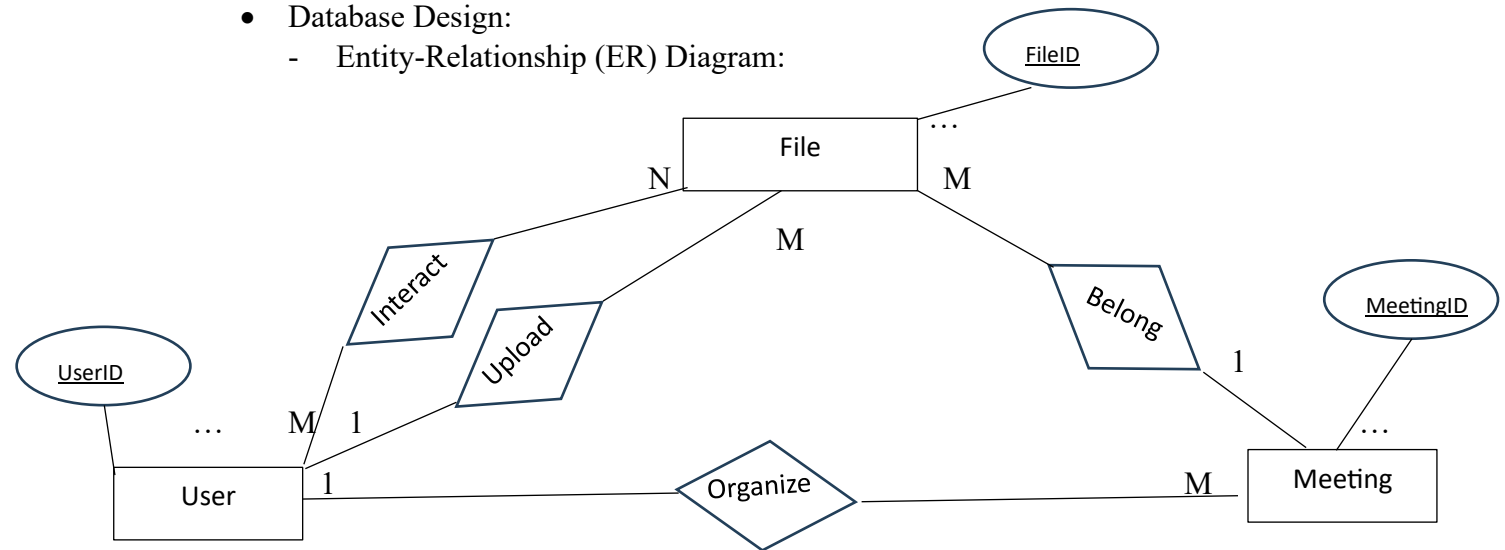 • Database Design:
- Entity-Relationship (ER) Diagram:
FileID
…
File
N
M
M
Interact
Belong
MeetingID
Upload
1
UserID
…
M
1
…
User
1
Organize
M
Meeting